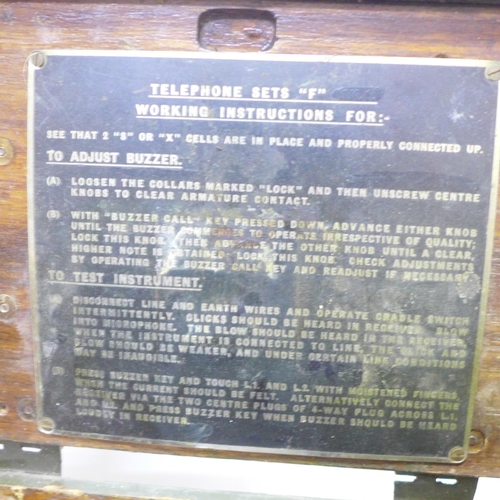 TELEPHONE SETS "F"
WORKING INSTRUCTIONS FOR:-
SEE THAT 2 "S" OR "X" CELLS ARE IN PLACE AND PROPERLY CONNECTED UP.
TO ADJUST BUZZER.
(A) LOOSEN THE COLLARS MARKED "LOCK" AND THEN UNSCREW CENTRE
KNOBS TO CLEAR ARMATURE CONTACT.
(B) WITH "BUZZER CALL" KEY PRESSED DOWN, ADVANCE EITHER KNOB
UNTIL THE BUZZER COMMENCES TO OPERATE IRRESPECTIVE OF QUALITY;
LOCK THIS KNOB. THEN ADVANCE THE OTHER KNOB UNTIL A CLEAR,
HIGHER NOTE IS OBTAINED. LOCK THIS KNOB. CHECK ADJUSTMENTS
BY OPERATING THE BUZZER CALL KEY AND READJUST IF NECESSARY.
TO TEST INSTRUMENT.
(A) DISCONNECT LINE AND EARTH WIRES AND OPERATE CRADLE SWITCH
INTERMITTENTLY. CLICKS SHOULD BE HEARD IN RECEIVER. BLOW
INTO MICROPHONE. THE BLOW SHOULD BE HEARD IN THE RECEIVER.
IF THE INSTRUMENT IS CONNECTED TO LINE, THE CLICK AND
BLOW SHOULD BE WEAKER, AND UNDER CERTAIN LINE CONDITIONS
MAY BE INAUDIBLE.
(B) PRESS BUZZER KEY AND TOUCH L.1. AND L.2. WITH MOISTENED FINGERS,
WHEN THE CURRENT SHOULD BE FELT. ALTERNATIVELY CONNECT THE
RECEIVER VIA THE TWO CENTRE PLUGS OF 4-WAY PLUG ACROSS L.1.
AND PRESS BUZZER KEY WHEN BUZZER SHOULD BE HEARD
LOUDLY IN RECEIVER.